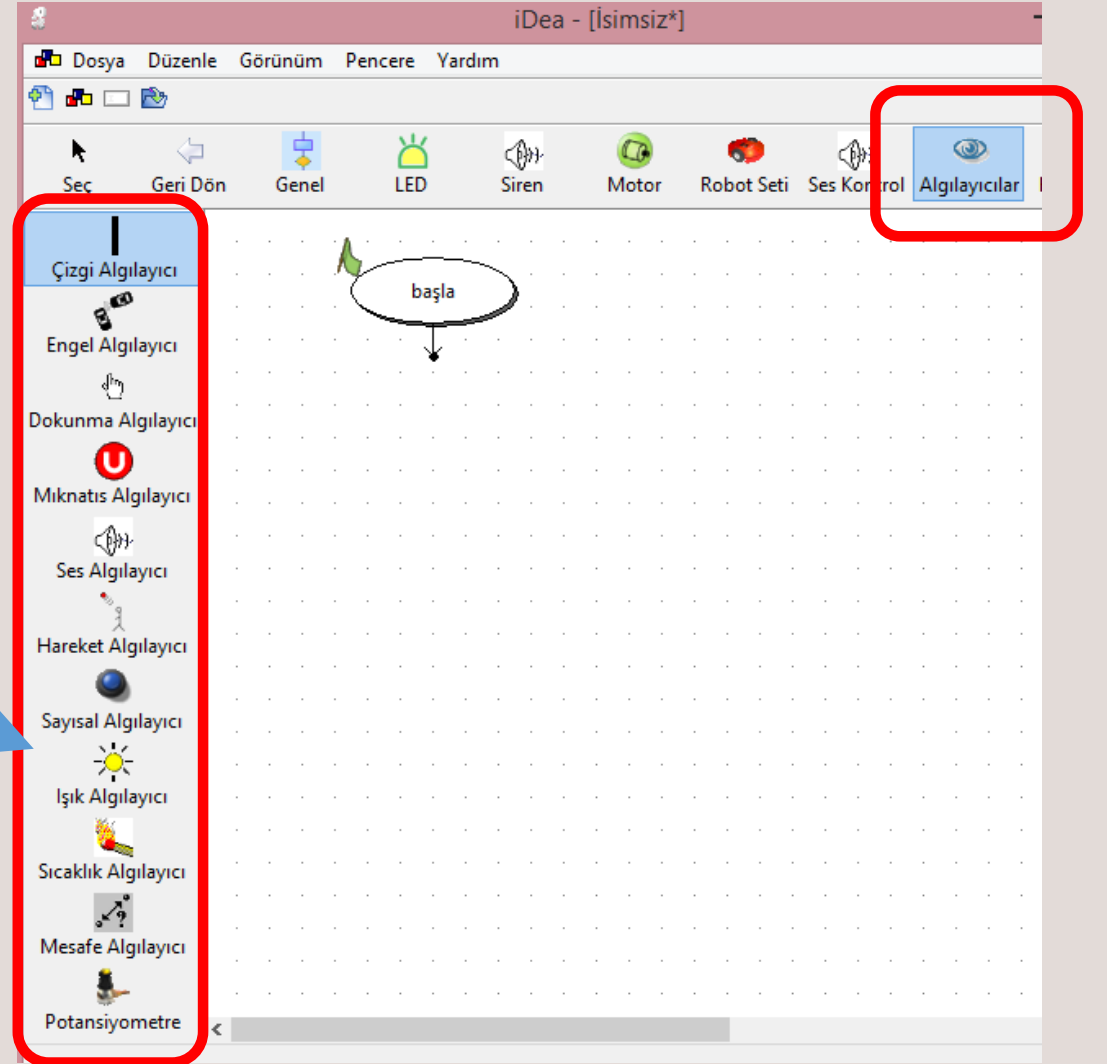 iDea - [İsimsiz*]
Dosya Düzenle Görünüm Pencere Yardım
Seç Geri Dön Genel LED Siren Motor Robot Seti Ses Kontrol Algılayıcılar
Çizgi Algılayıcı
başla
Engel Algılayıcı
Dokunma Algılayıcı
Mıknatıs Algılayıcı
Ses Algılayıcı
Hareket Algılayıcı
Sayısal Algılayıcı
Işık Algılayıcı
Sıcaklık Algılayıcı
Mesafe Algılayıcı
Potansiyometre